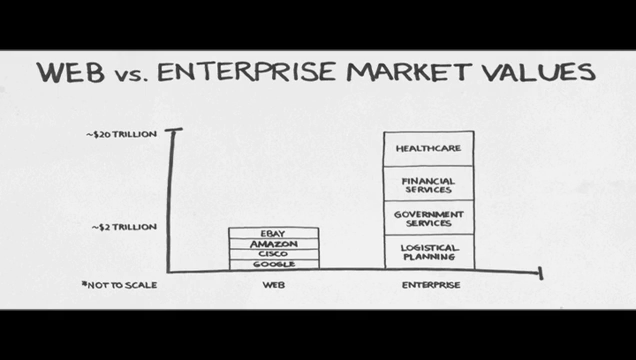 WEB vs. ENTERPRISE MARKET VALUES
~$20 TRILLION
HEALTHCARE
FINANCIAL
SERVICES
GOVERNMENT
SERVICES
~$2 TRILLION
EBAY
AMAZON
CISCO
GOOGLE
LOGISTICAL
PLANNING
*NOT TO SCALE
WEB
ENTERPRISE